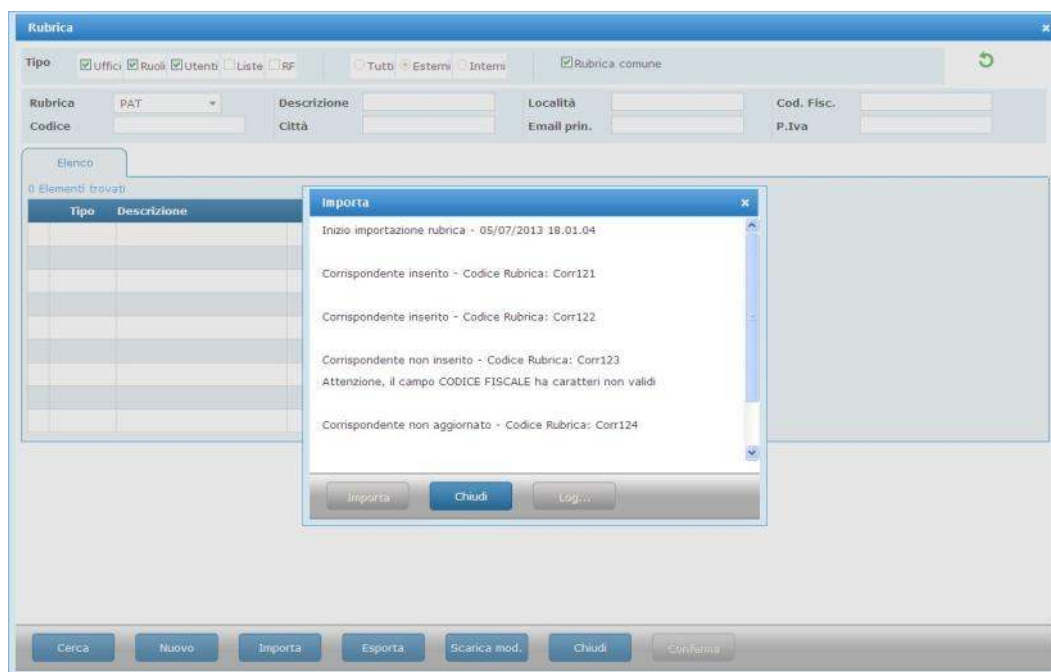 Rubrica
Tipo Uffici Ruoli Utenti Liste RF Tutti Esterni Interni Rubrica comune
Rubrica PAT Descrizione Località Cod. Fisc.
Codice Città Email prin. P.Iva
Elenco
0 Elementi trovati
Tipo Descrizione
Importa
Inizio importazione rubrica - 05/07/2013 18.01.04
Corrispondente inserito - Codice Rubrica: Corr121
Corrispondente inserito - Codice Rubrica: Corr122
Corrispondente non inserito - Codice Rubrica: Corr123
Attenzione, il campo CODICE FISCALE ha caratteri non validi
Corrispondente non aggiornato - Codice Rubrica: Corr124
Importa Chiudi Log...
Cerca Nuovo Importa Esporta Scarica mod. Chiudi Conferma